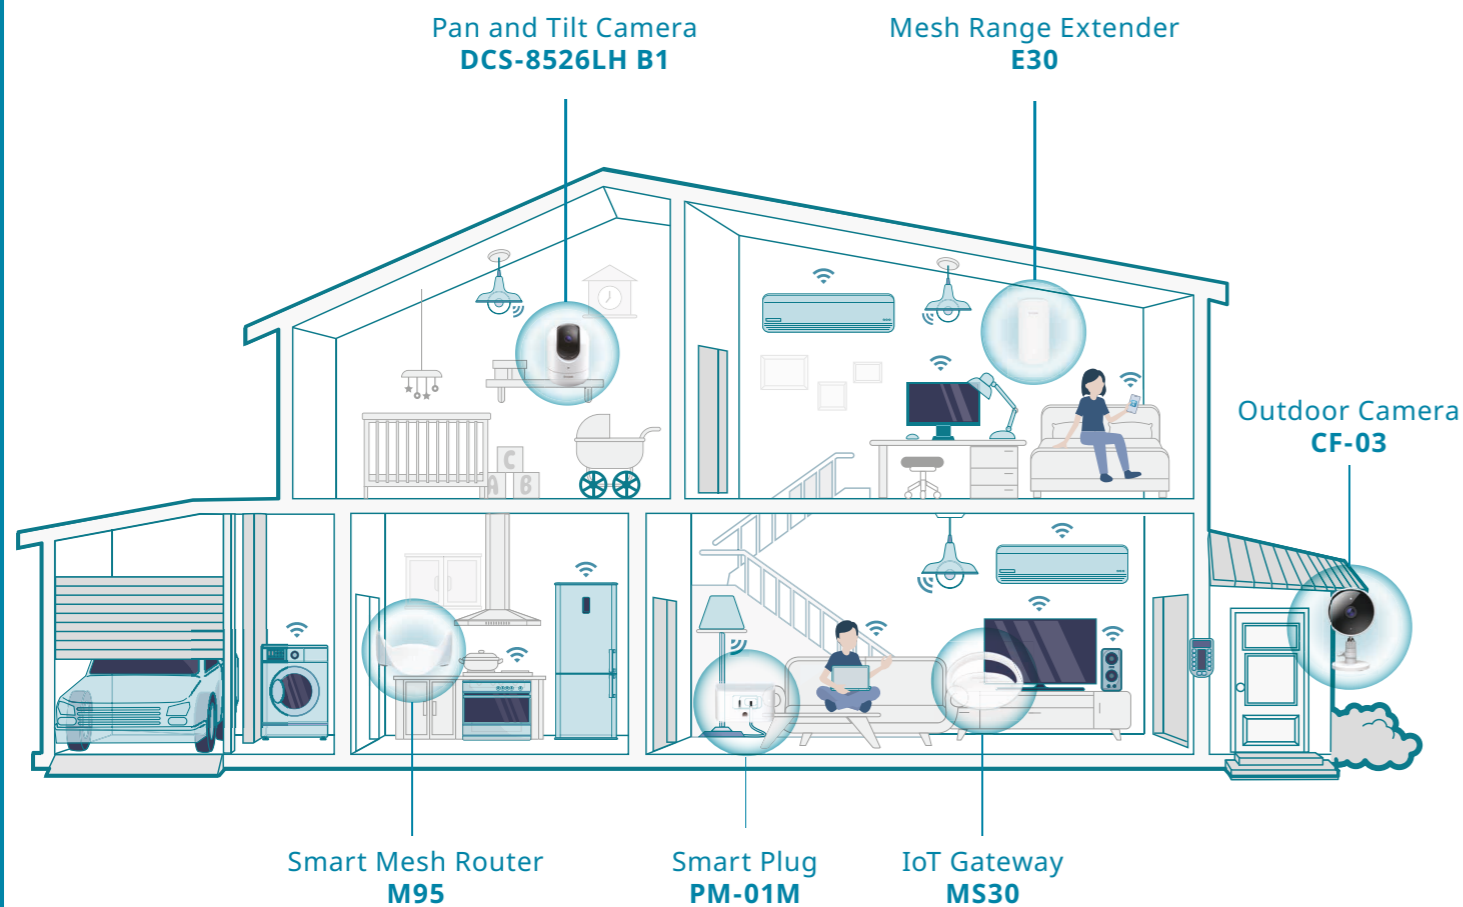 Pan and Tilt Camera
DCS-8526LH B1
Mesh Range Extender
E30
Outdoor Camera
CF-03
C
A B
Smart Mesh Router
M95
Smart Plug
PM-01M
IoT Gateway
MS30